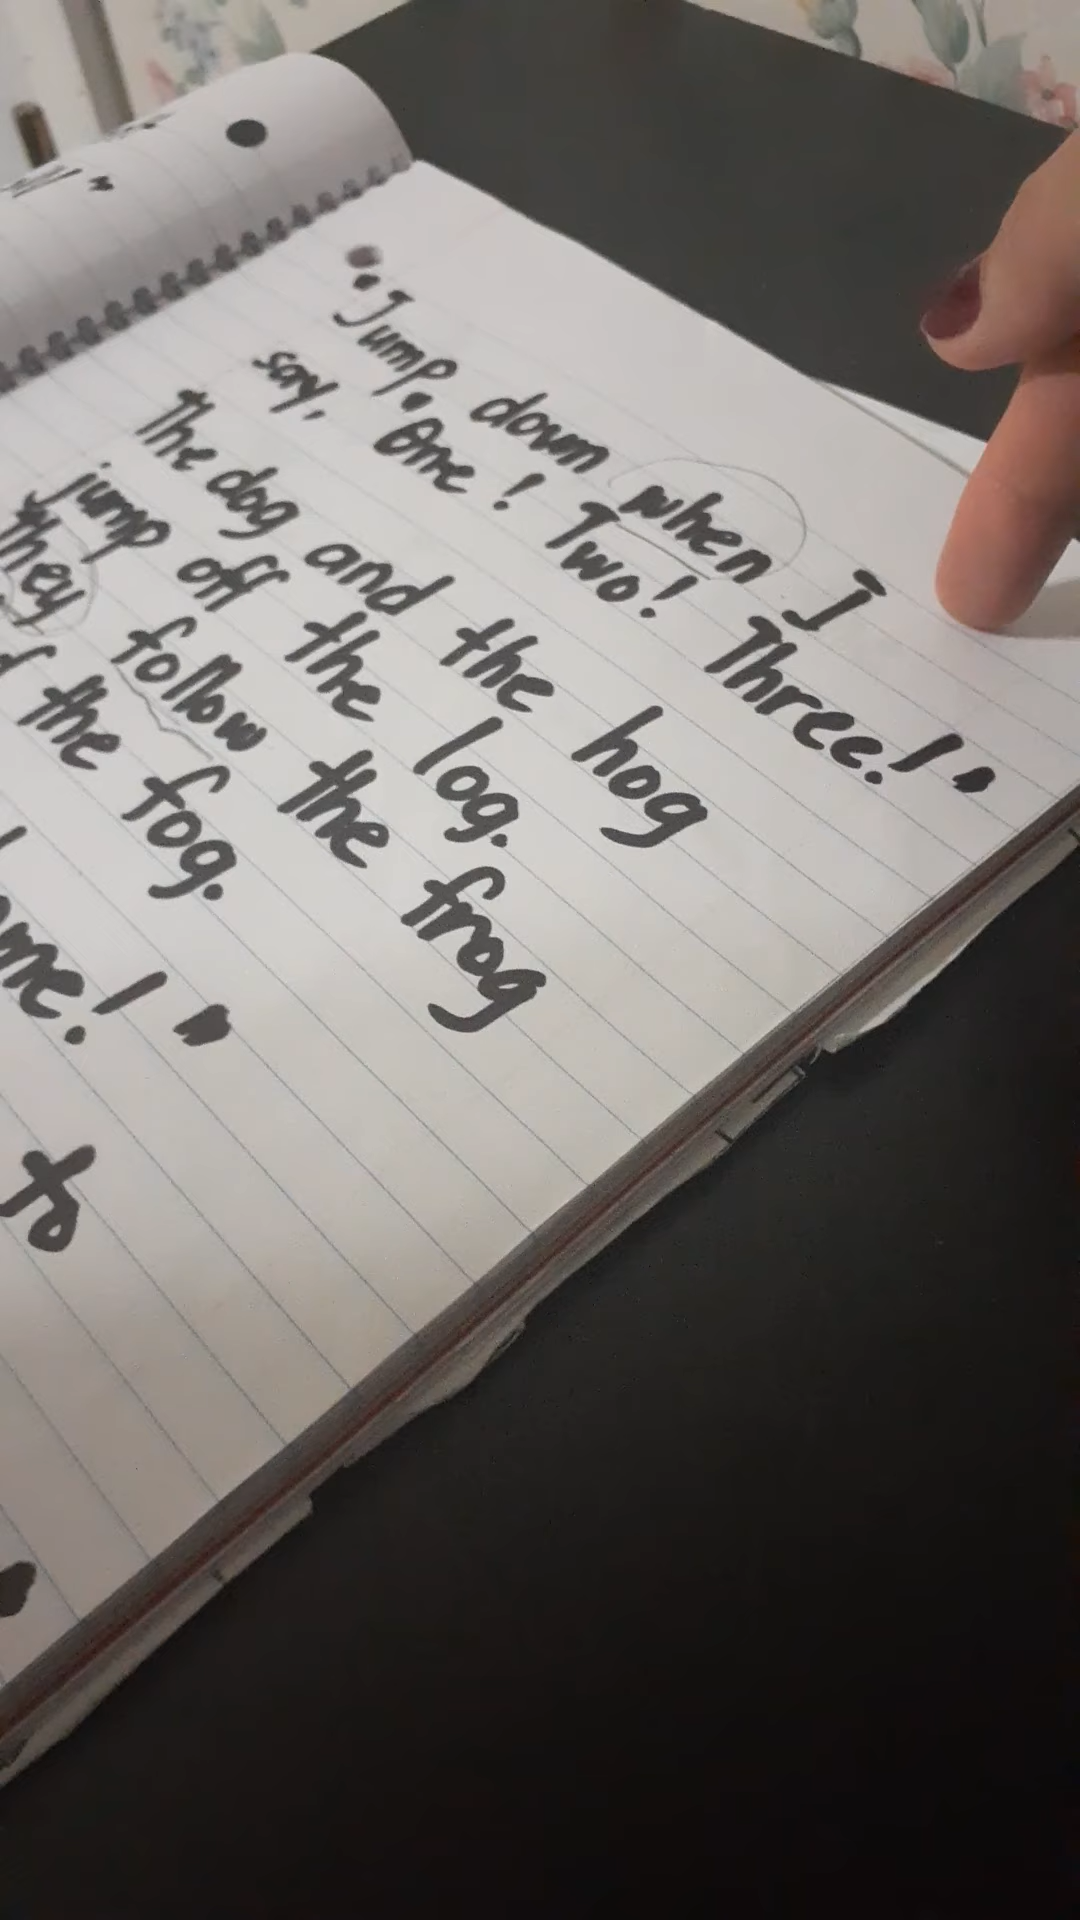 "Jump, down when I
say, 'One! Two! Three!'
The dog and the hog
jump off the log.
they follow the frog
the fog.
to